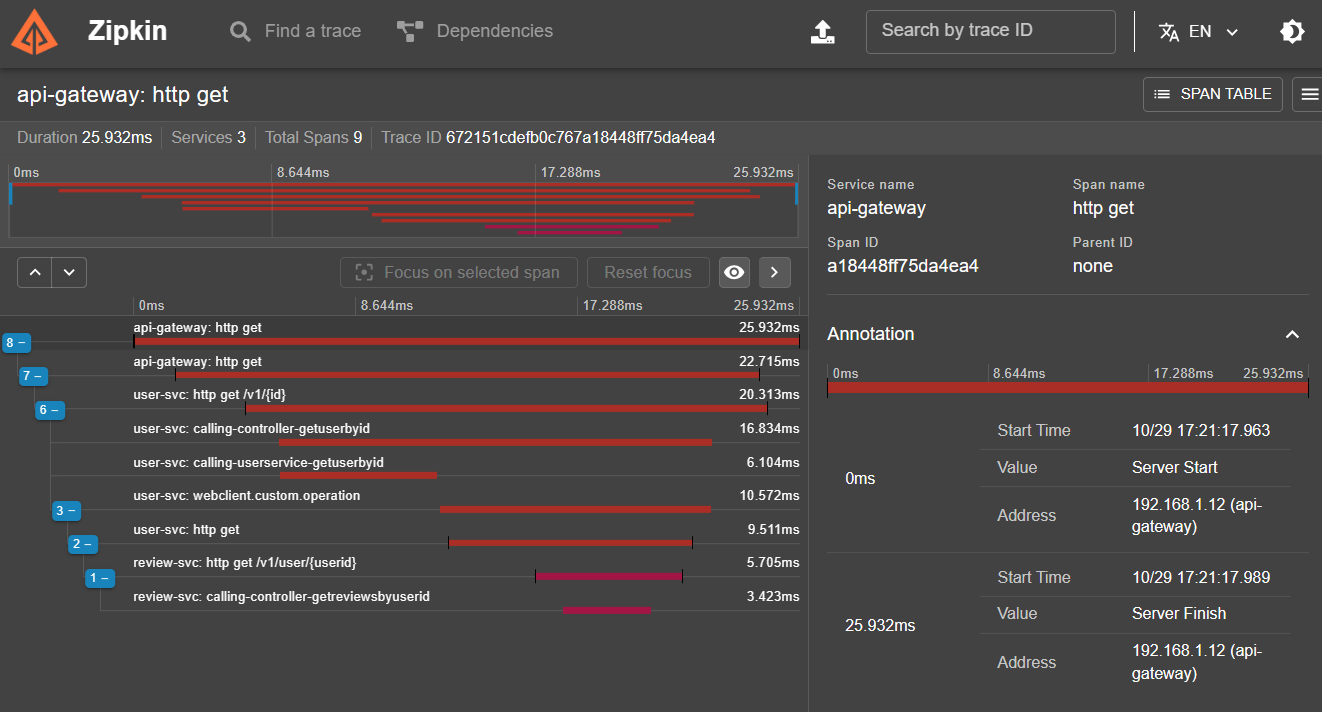 Zipkin
Find a trace
Dependencies
Search by trace ID
EN
api-gateway: http get
SPAN TABLE
Duration 25.932ms
Services 3
Total Spans 9
Trace ID 672151cdefb0c767a18448ff75da4ea4
0ms 8.644ms 17.288ms 25.932ms
Focus on selected span
Reset focus
0ms 8.644ms 17.288ms 25.932ms
api-gateway: http get 25.932ms
8 −
api-gateway: http get 22.715ms
7 −
user-svc: http get /v1/{id} 20.313ms
6 −
user-svc: calling-controller-getuserbyid 16.834ms
user-svc: calling-userservice-getuserbyid 6.104ms
user-svc: webclient.custom.operation 10.572ms
3 −
user-svc: http get 9.511ms
2 −
review-svc: http get /v1/user/{userid} 5.705ms
1 −
review-svc: calling-controller-getreviewsbyuserid 3.423ms
Service name
api-gateway
Span name
http get
Span ID
a18448ff75da4ea4
Parent ID
none
Annotation
0ms 8.644ms 17.288ms 25.932ms
0ms
Start Time 10/29 17:21:17.963
Value Server Start
Address 192.168.1.12 (api-
gateway)
25.932ms
Start Time 10/29 17:21:17.989
Value Server Finish
Address 192.168.1.12 (api-
gateway)